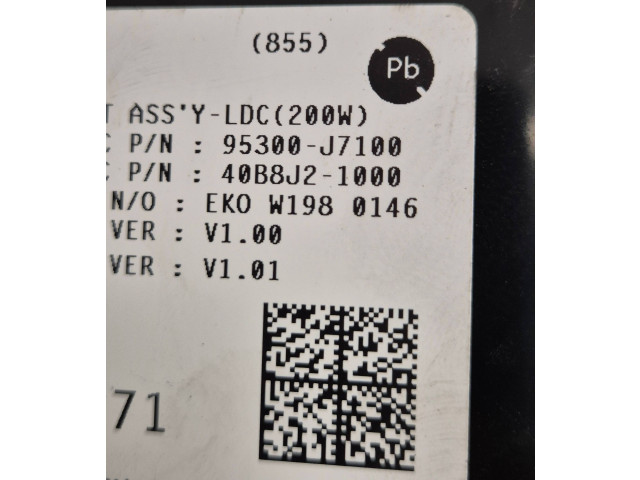 (855)
Pb
T ASS'Y-LDC(200W)
C P/N : 95300-J7100
C P/N : 40B8J2-1000
N/O : EKO W198 0146
VER : V1.00
VER : V1.01
71